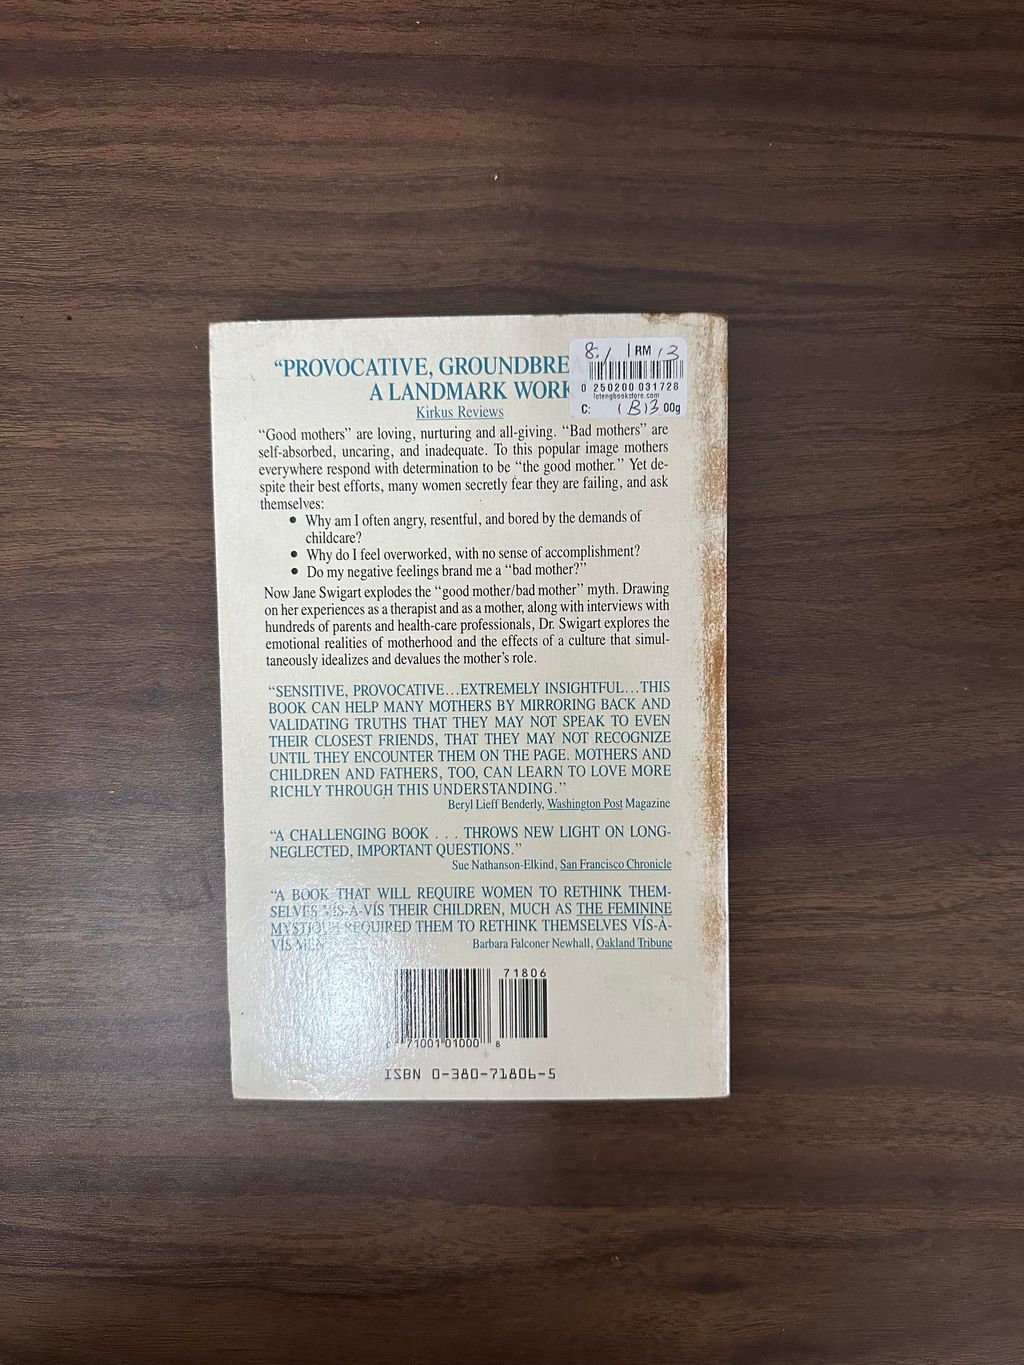 “PROVOCATIVE, GROUNDBRE
A LANDMARK WORK
Kirkus Reviews
8. / RM 13
0 250200 031728
C: (B)3 00g
“Good mothers” are loving, nurturing and all-giving. “Bad mothers” are
self-absorbed, uncaring, and inadequate. To this popular image mothers
everywhere respond with determination to be “the good mother.” Yet de-
spite their best efforts, many women secretly fear they are failing, and ask
themselves:
• Why am I often angry, resentful, and bored by the demands of
childcare?
• Why do I feel overworked, with no sense of accomplishment?
• Do my negative feelings brand me a “bad mother?”
Now Jane Swigart explodes the “good mother/bad mother” myth. Drawing
on her experiences as a therapist and as a mother, along with interviews with
hundreds of parents and health-care professionals, Dr. Swigart explores the
emotional realities of motherhood and the effects of a culture that simul-
taneously idealizes and devalues the mother’s role.
“SENSITIVE, PROVOCATIVE...EXTREMELY INSIGHTFUL...THIS
BOOK CAN HELP MANY MOTHERS BY MIRRORING BACK AND
VALIDATING TRUTHS THAT THEY MAY NOT SPEAK TO EVEN
THEIR CLOSEST FRIENDS, THAT THEY MAY NOT RECOGNIZE
UNTIL THEY ENCOUNTER THEM ON THE PAGE. MOTHERS AND
CHILDREN AND FATHERS, TOO, CAN LEARN TO LOVE MORE
RICHLY THROUGH THIS UNDERSTANDING.”
Beryl Lieff Benderly, Washington Post Magazine
“A CHALLENGING BOOK . . . THROWS NEW LIGHT ON LONG-
NEGLECTED, IMPORTANT QUESTIONS.”
Sue Nathanson-Elkind, San Francisco Chronicle
“A BOOK THAT WILL REQUIRE WOMEN TO RETHINK THEM-
SELVES VÍS-À-VÍS THEIR CHILDREN, MUCH AS THE FEMININE
MYSTIQUE REQUIRED THEM TO RETHINK THEMSELVES VÍS-À-
VÍS MEN
Barbara Falconer Newhall, Oakland Tribune
71806
0 71001 01000 8
ISBN 0-380-71806-5